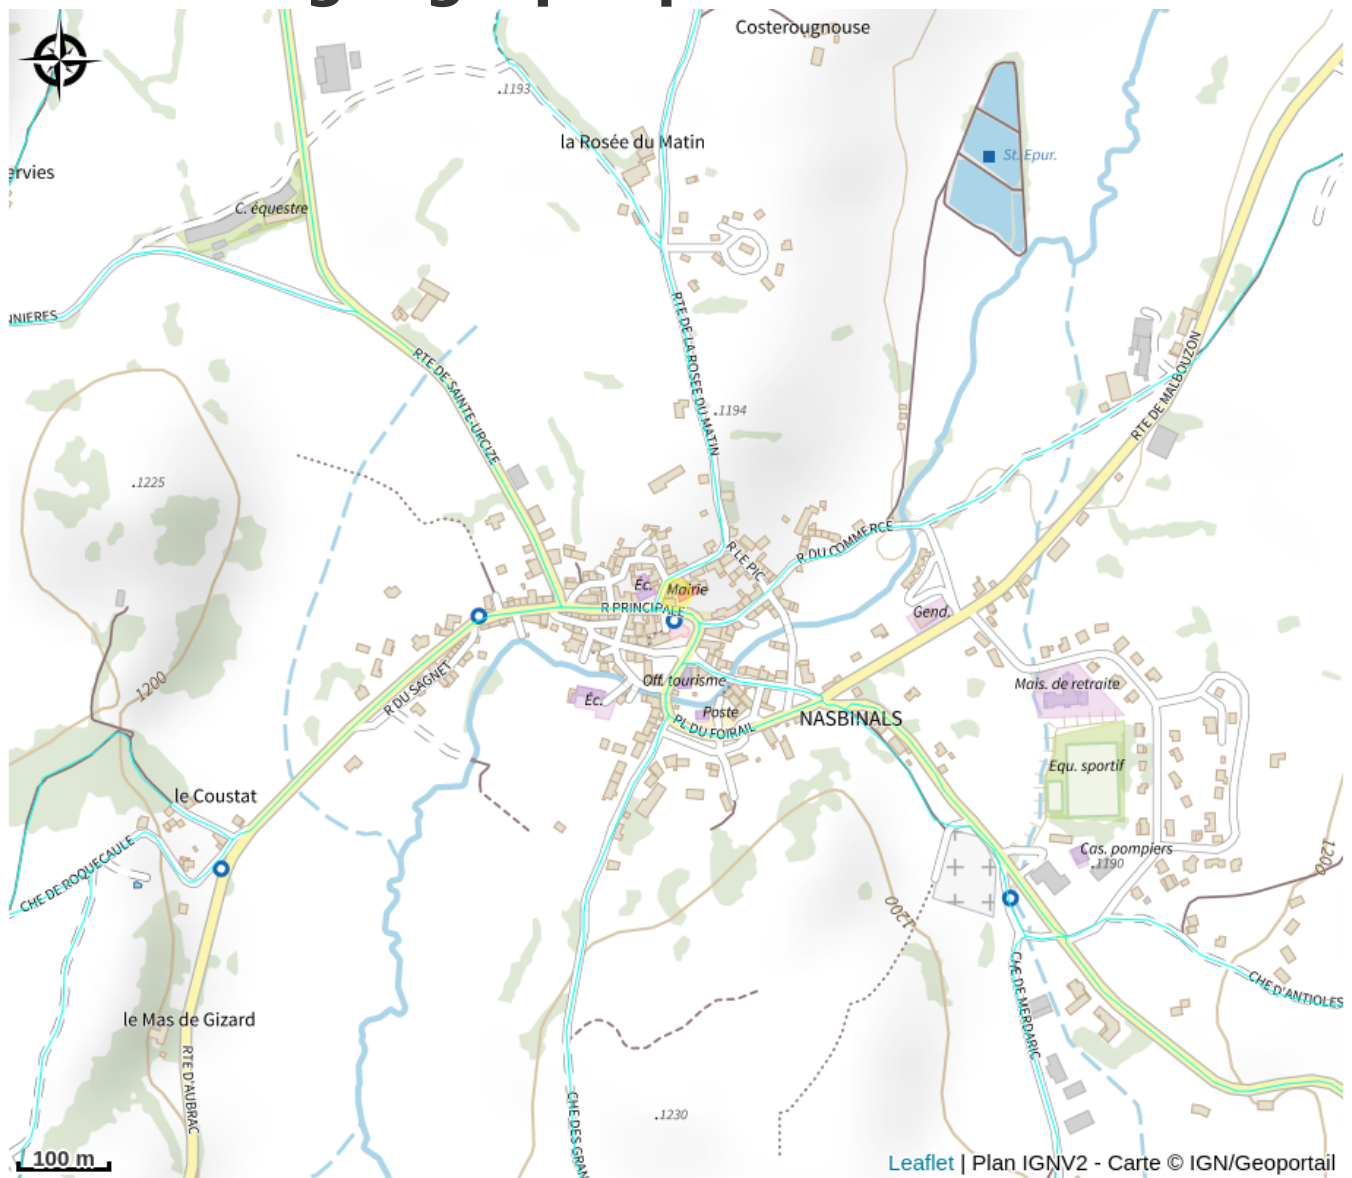 Costerougnouse
.1193
la Rosée du Matin
St. Epur.
ervies
C. équestre
NNIERES
RTE DE LA ROSEE DU MATIN
RTE DE SAINTE-URCIZE
RTE DE MALBOUZON
.1194
.1225
R DU COMMERCE
R LE PIC
Éc.
Mairie
R PRINCIPALE
Gend.
1200
R DU SAGNET
Off. tourisme
Mais. de retraite
Éc.
Poste
NASBINALS
PL DU FOIRAIL
Equ. sportif
le Coustat
CHE DE ROQUECAULE
Cas. pompiers
.1190
1200
1200
CHE D'ANTIOLES
CHE DE MERDARIC
le Mas de Gizard
RTE D'AUBRAC
CHE DES GRAN
.1230
100 m
Leaflet | Plan IGNV2 - Carte © IGN/Geoportail